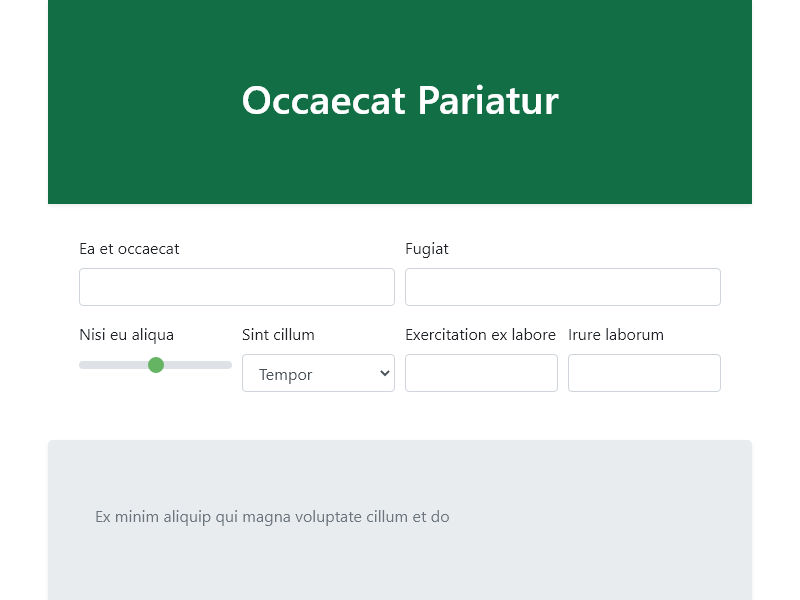 Occaecat Pariatur
Ea et occaecat
Fugiat
Nisi eu aliqua
Sint cillum
Exercitation ex labore
Irure laborum
Tempor
Ex minim aliquip qui magna voluptate cillum et do